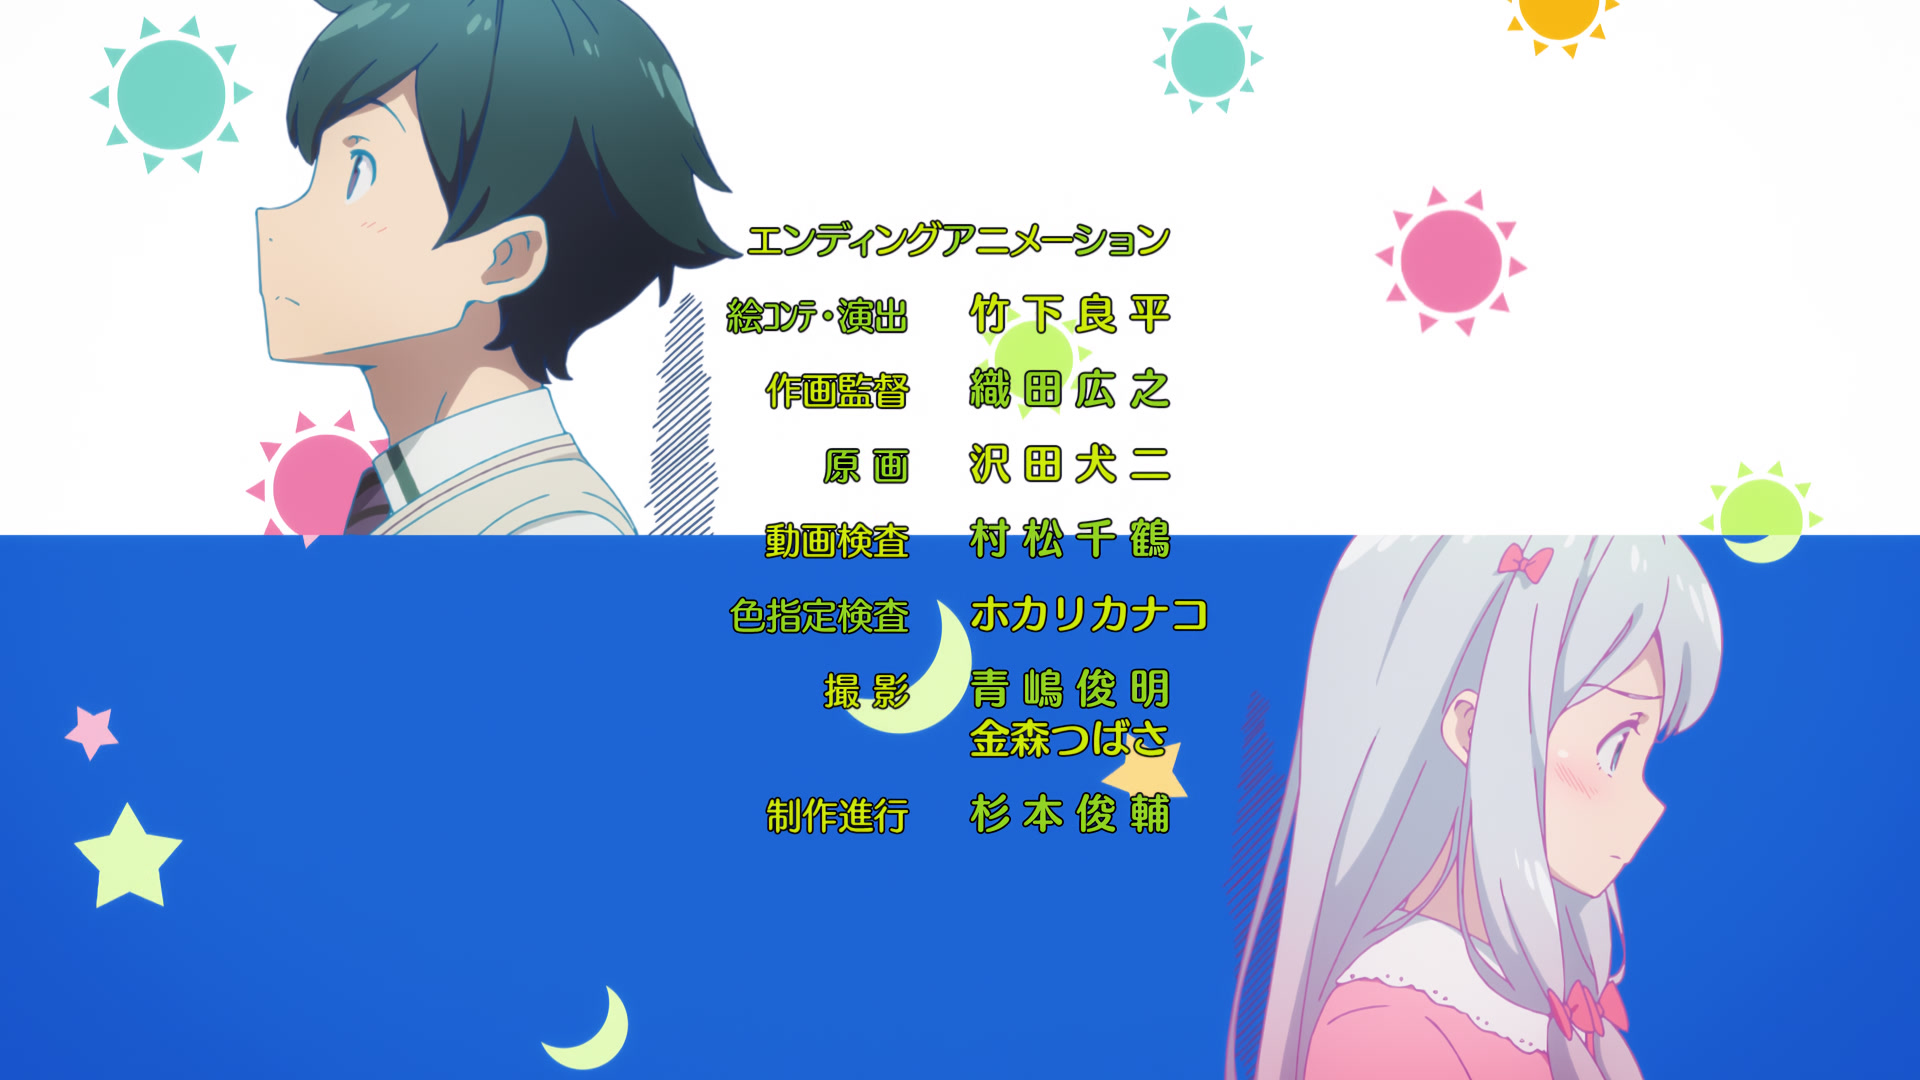 エンディングアニメーション
絵コンテ・演出 竹下良平
作画監督 織田広之
原画 沢田犬二
動画検査 村松千鶴
色指定検査 ホカリカナコ
撮影 青嶋俊明
金森つばさ
制作進行 杉本俊輔